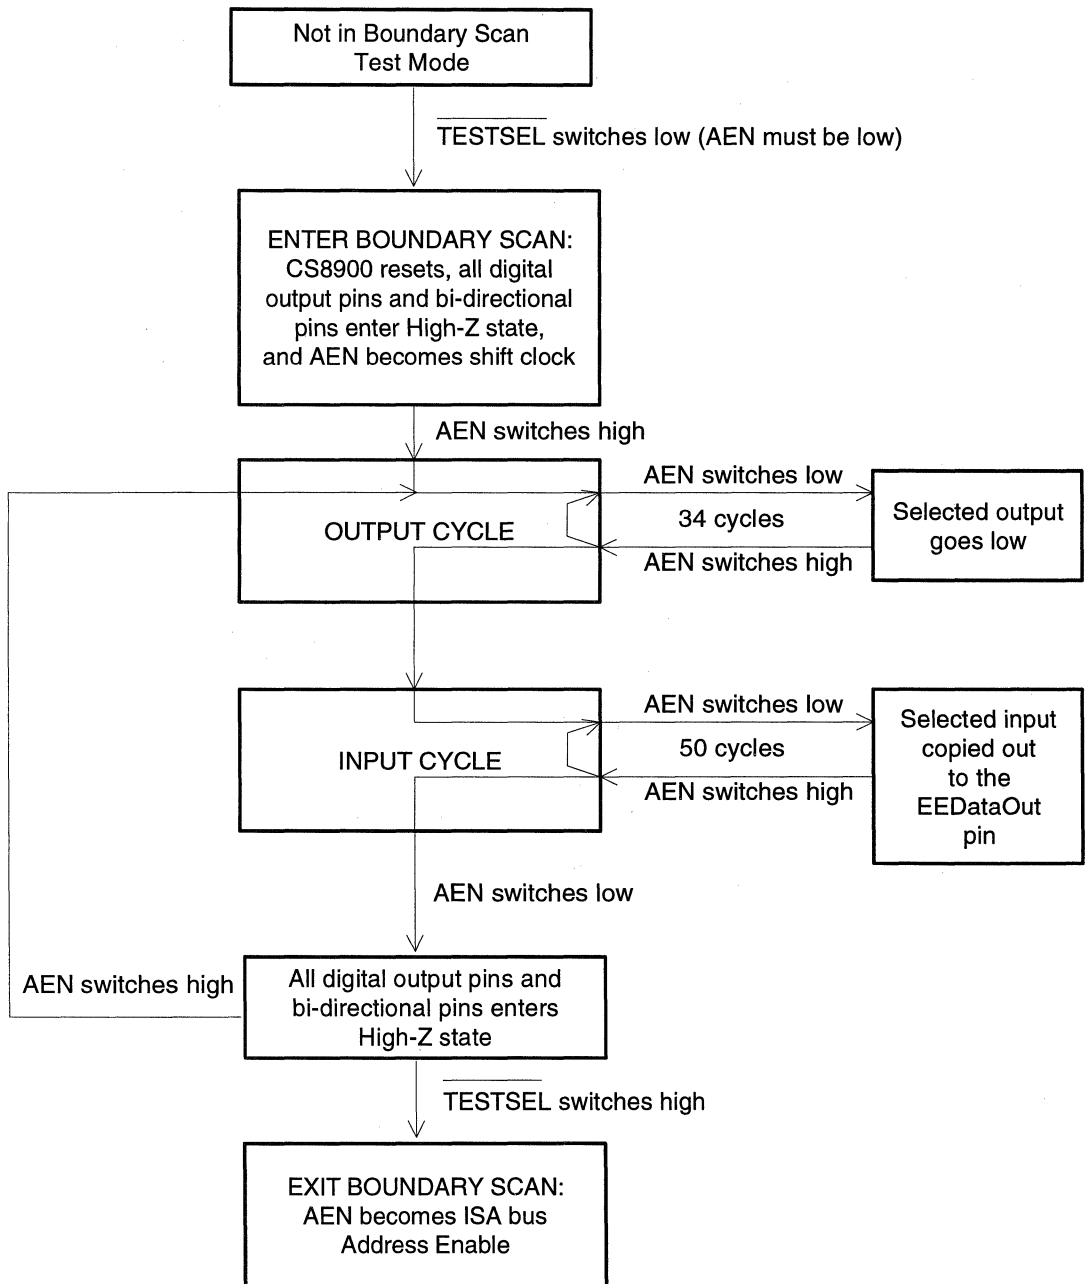 Not in Boundary Scan
Test Mode
TESTSEL switches low (AEN must be low)
ENTER BOUNDARY SCAN:
CS8900 resets, all digital
output pins and bi-directional
pins enter High-Z state,
and AEN becomes shift clock
AEN switches high
OUTPUT CYCLE
AEN switches low
34 cycles
AEN switches high
Selected output
goes low
INPUT CYCLE
AEN switches low
50 cycles
AEN switches high
Selected input
copied out
to the
EEDataOut
pin
AEN switches low
AEN switches high
All digital output pins and
bi-directional pins enters
High-Z state
TESTSEL switches high
EXIT BOUNDARY SCAN:
AEN becomes ISA bus
Address Enable